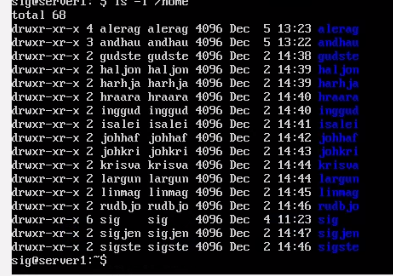 sig@server1:~$ ls -l /home
total 68
drwxr-xr-x 4 alerag alerag 4096 Dec  5 13:23 alerag
drwxr-xr-x 3 andhau andhau 4096 Dec  5 13:22 andhau
drwxr-xr-x 2 gudste gudste 4096 Dec  2 14:38 gudste
drwxr-xr-x 2 haljon haljon 4096 Dec  2 14:39 haljon
drwxr-xr-x 2 harhja harhja 4096 Dec  2 14:39 harhja
drwxr-xr-x 2 hraara hraara 4096 Dec  2 14:40 hraara
drwxr-xr-x 2 inggud inggud 4096 Dec  2 14:40 inggud
drwxr-xr-x 2 isalei isalei 4096 Dec  2 14:41 isalei
drwxr-xr-x 2 johhaf johhaf 4096 Dec  2 14:42 johhaf
drwxr-xr-x 2 johkri johkri 4096 Dec  2 14:43 johkri
drwxr-xr-x 2 krisva krisva 4096 Dec  2 14:44 krisva
drwxr-xr-x 2 largun largun 4096 Dec  2 14:44 largun
drwxr-xr-x 2 linmag linmag 4096 Dec  2 14:45 linmag
drwxr-xr-x 2 rudbjo rudbjo 4096 Dec  2 14:46 rudbjo
drwxr-xr-x 6 sig    sig    4096 Dec  4 11:23 sig
drwxr-xr-x 2 sigjen sigjen 4096 Dec  2 14:47 sigjen
drwxr-xr-x 2 sigste sigste 4096 Dec  2 14:46 sigste
sig@server1:~$